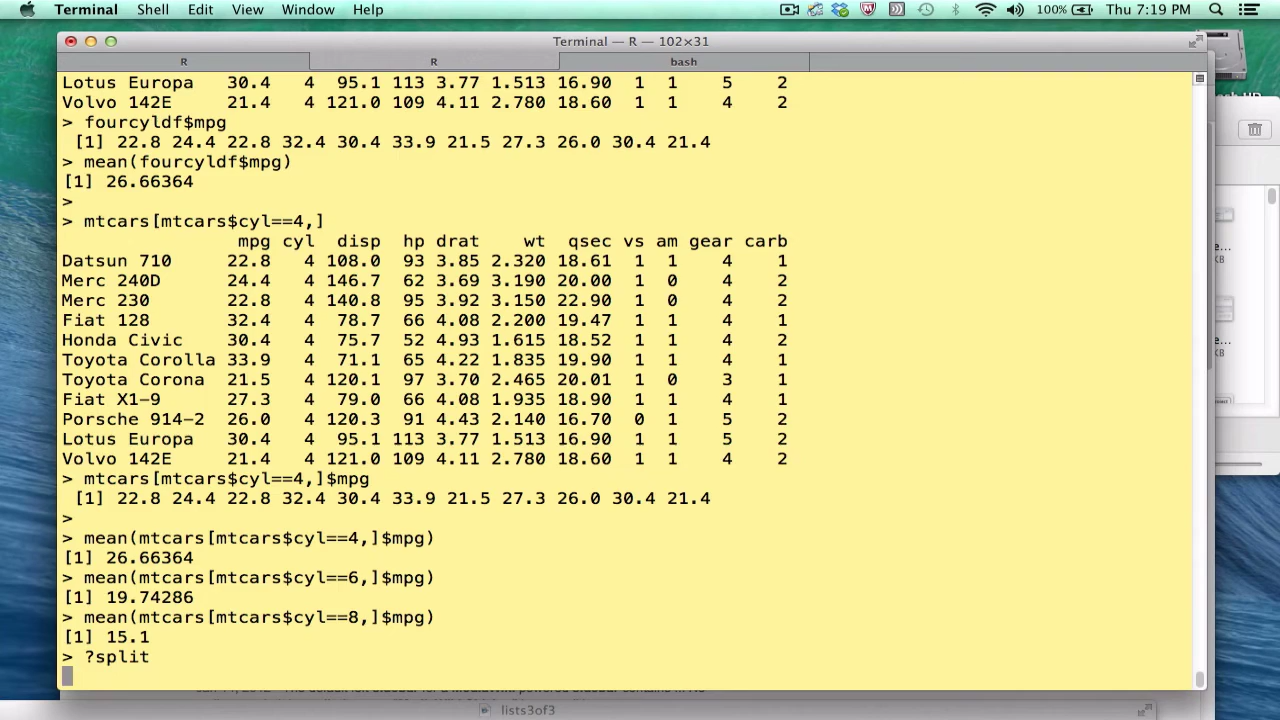 Terminal Shell Edit View Window Help 100% Thu 7:19 PM
Terminal — R — 102×31
R R bash
Lotus Europa 30.4 4 95.1 113 3.77 1.513 16.90 1 1 5 2
Volvo 142E 21.4 4 121.0 109 4.11 2.780 18.60 1 1 4 2
> fourcyldf$mpg
[1] 22.8 24.4 22.8 32.4 30.4 33.9 21.5 27.3 26.0 30.4 21.4
> mean(fourcyldf$mpg)
[1] 26.66364
>
> mtcars[mtcars$cyl==4,]
mpg cyl disp hp drat wt qsec vs am gear carb
Datsun 710 22.8 4 108.0 93 3.85 2.320 18.61 1 1 4 1
Merc 240D 24.4 4 146.7 62 3.69 3.190 20.00 1 0 4 2
Merc 230 22.8 4 140.8 95 3.92 3.150 22.90 1 0 4 2
Fiat 128 32.4 4 78.7 66 4.08 2.200 19.47 1 1 4 1
Honda Civic 30.4 4 75.7 52 4.93 1.615 18.52 1 1 4 2
Toyota Corolla 33.9 4 71.1 65 4.22 1.835 19.90 1 1 4 1
Toyota Corona 21.5 4 120.1 97 3.70 2.465 20.01 1 0 3 1
Fiat X1-9 27.3 4 79.0 66 4.08 1.935 18.90 1 1 4 1
Porsche 914-2 26.0 4 120.3 91 4.43 2.140 16.70 0 1 5 2
Lotus Europa 30.4 4 95.1 113 3.77 1.513 16.90 1 1 5 2
Volvo 142E 21.4 4 121.0 109 4.11 2.780 18.60 1 1 4 2
> mtcars[mtcars$cyl==4,]$mpg
[1] 22.8 24.4 22.8 32.4 30.4 33.9 21.5 27.3 26.0 30.4 21.4
>
> mean(mtcars[mtcars$cyl==4,]$mpg)
[1] 26.66364
> mean(mtcars[mtcars$cyl==6,]$mpg)
[1] 19.74286
> mean(mtcars[mtcars$cyl==8,]$mpg)
[1] 15.1
> ?split
lists3of3